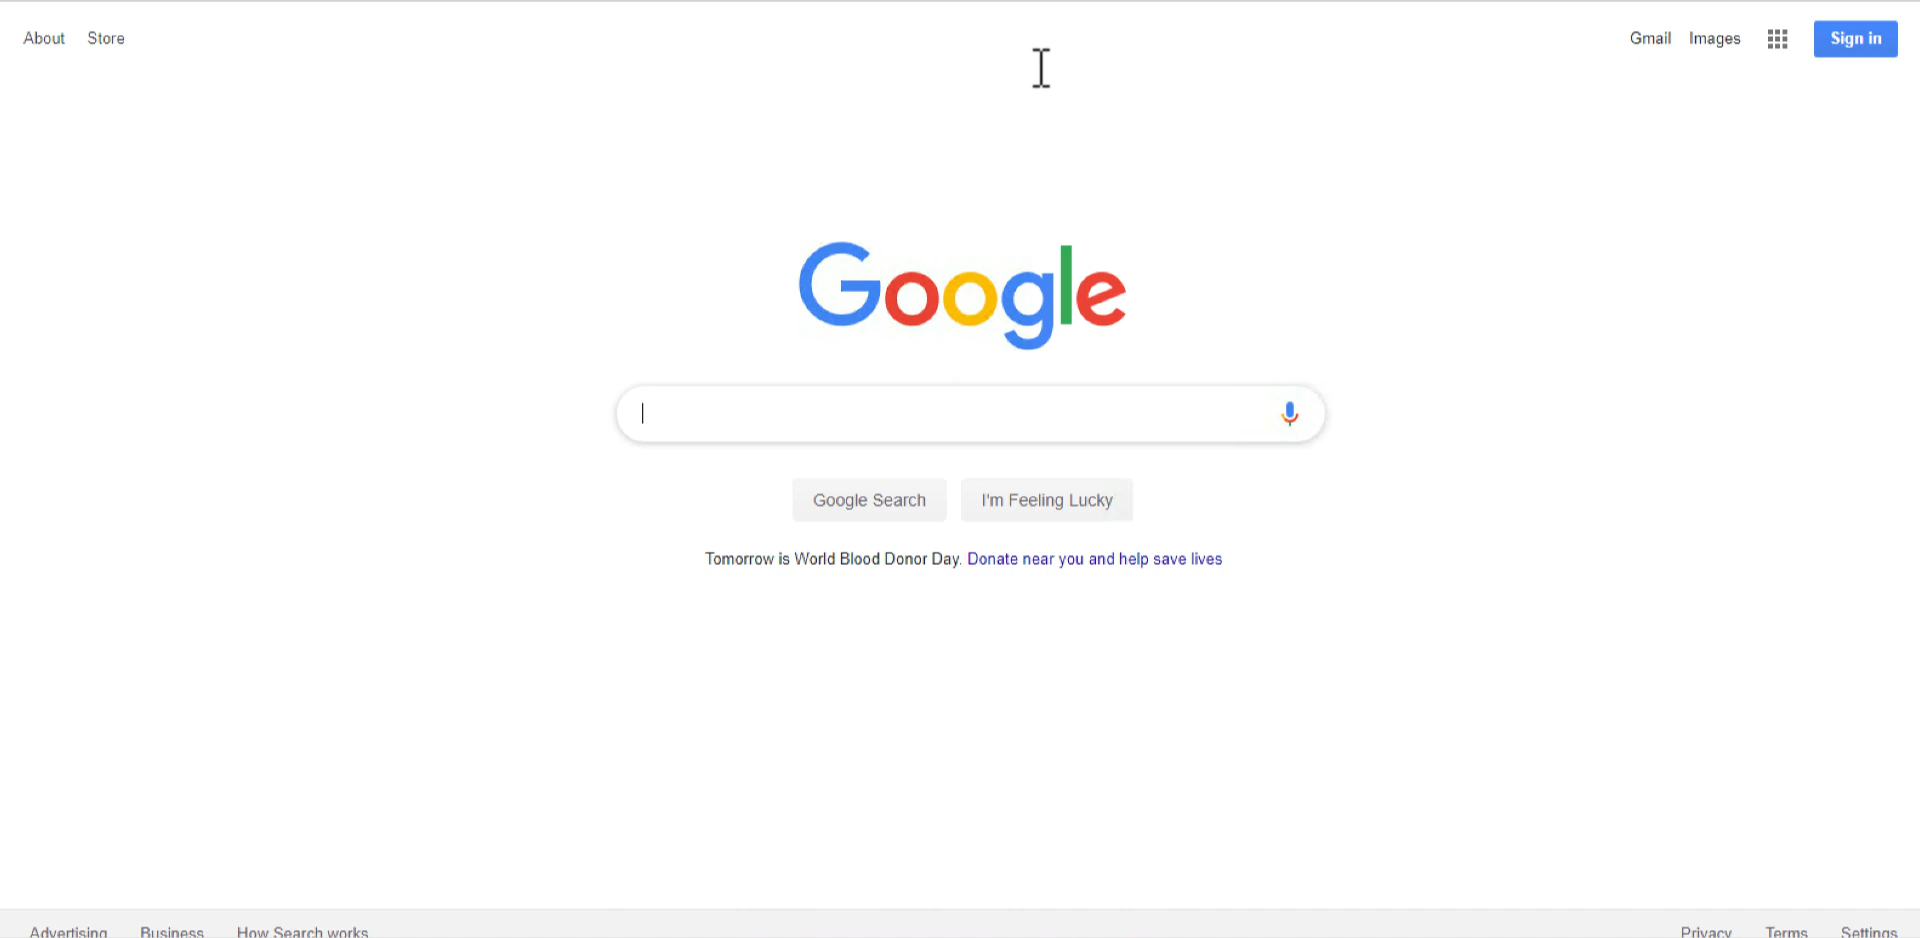 About Store
Gmail Images Sign in
Google
Google Search I'm Feeling Lucky
Tomorrow is World Blood Donor Day. Donate near you and help save lives
Advertising Business How Search works
Privacy Terms Settings